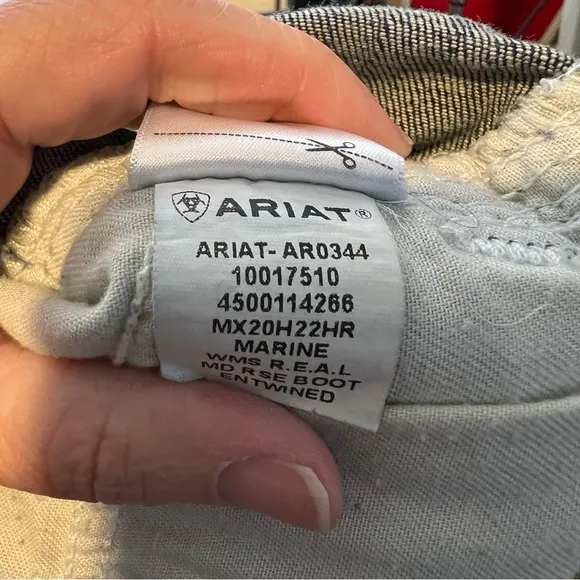 ARIAT®
ARIAT-AR0344
10017510
4500114266
MX20H22HR
MARINE
WMS R.E.A.L
MD RSE BOOT
ENTWINED